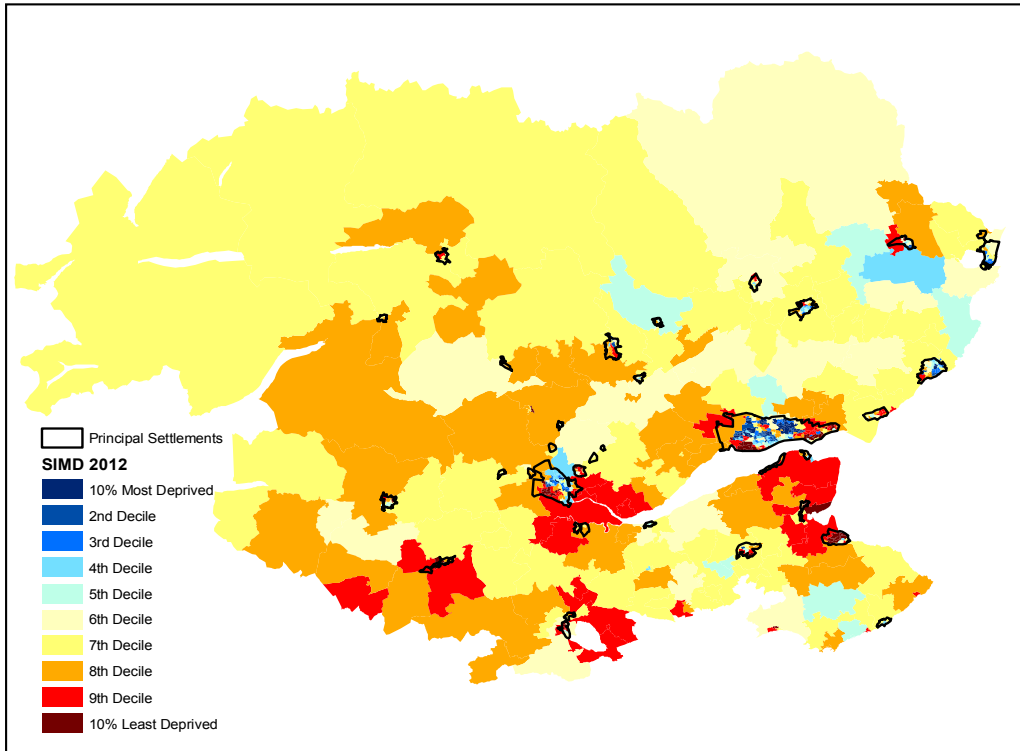 Principal Settlements
SIMD 2012
10% Most Deprived
2nd Decile
3rd Decile
4th Decile
5th Decile
6th Decile
7th Decile
8th Decile
9th Decile
10% Least Deprived